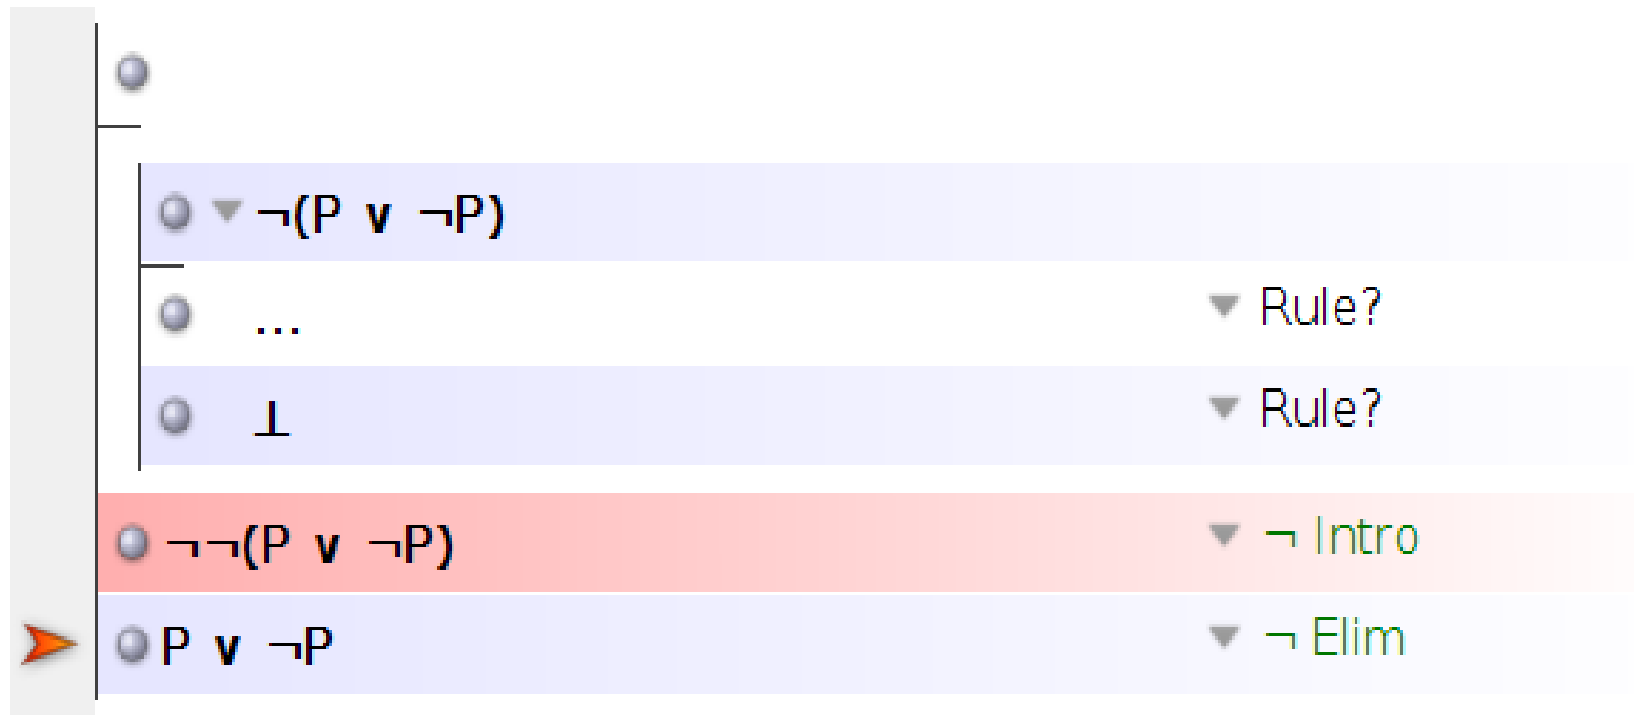 ¬(P ∨ ¬P)
... Rule?
⊥ Rule?
¬¬(P ∨ ¬P) ¬ Intro
P ∨ ¬P ¬ Elim